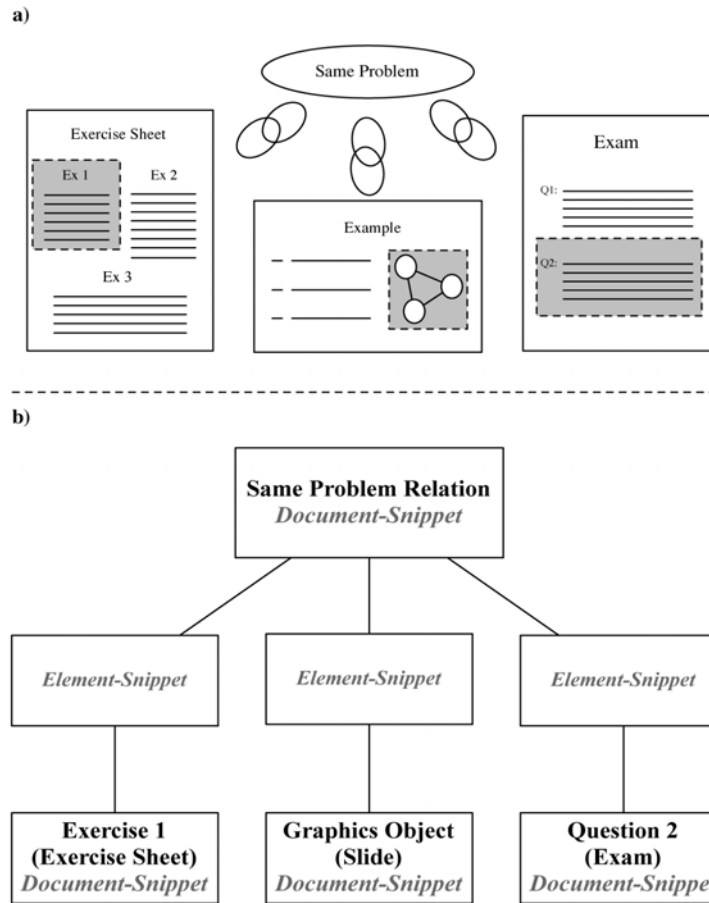 a)
Same Problem
Exercise Sheet
Ex 1
Ex 2
Ex 3
Example
Exam
Q1:
Q2:
b)
Same Problem Relation
Document-Snippet
Element-Snippet
Element-Snippet
Element-Snippet
Exercise 1
(Exercise Sheet)
Document-Snippet
Graphics Object
(Slide)
Document-Snippet
Question 2
(Exam)
Document-Snippet